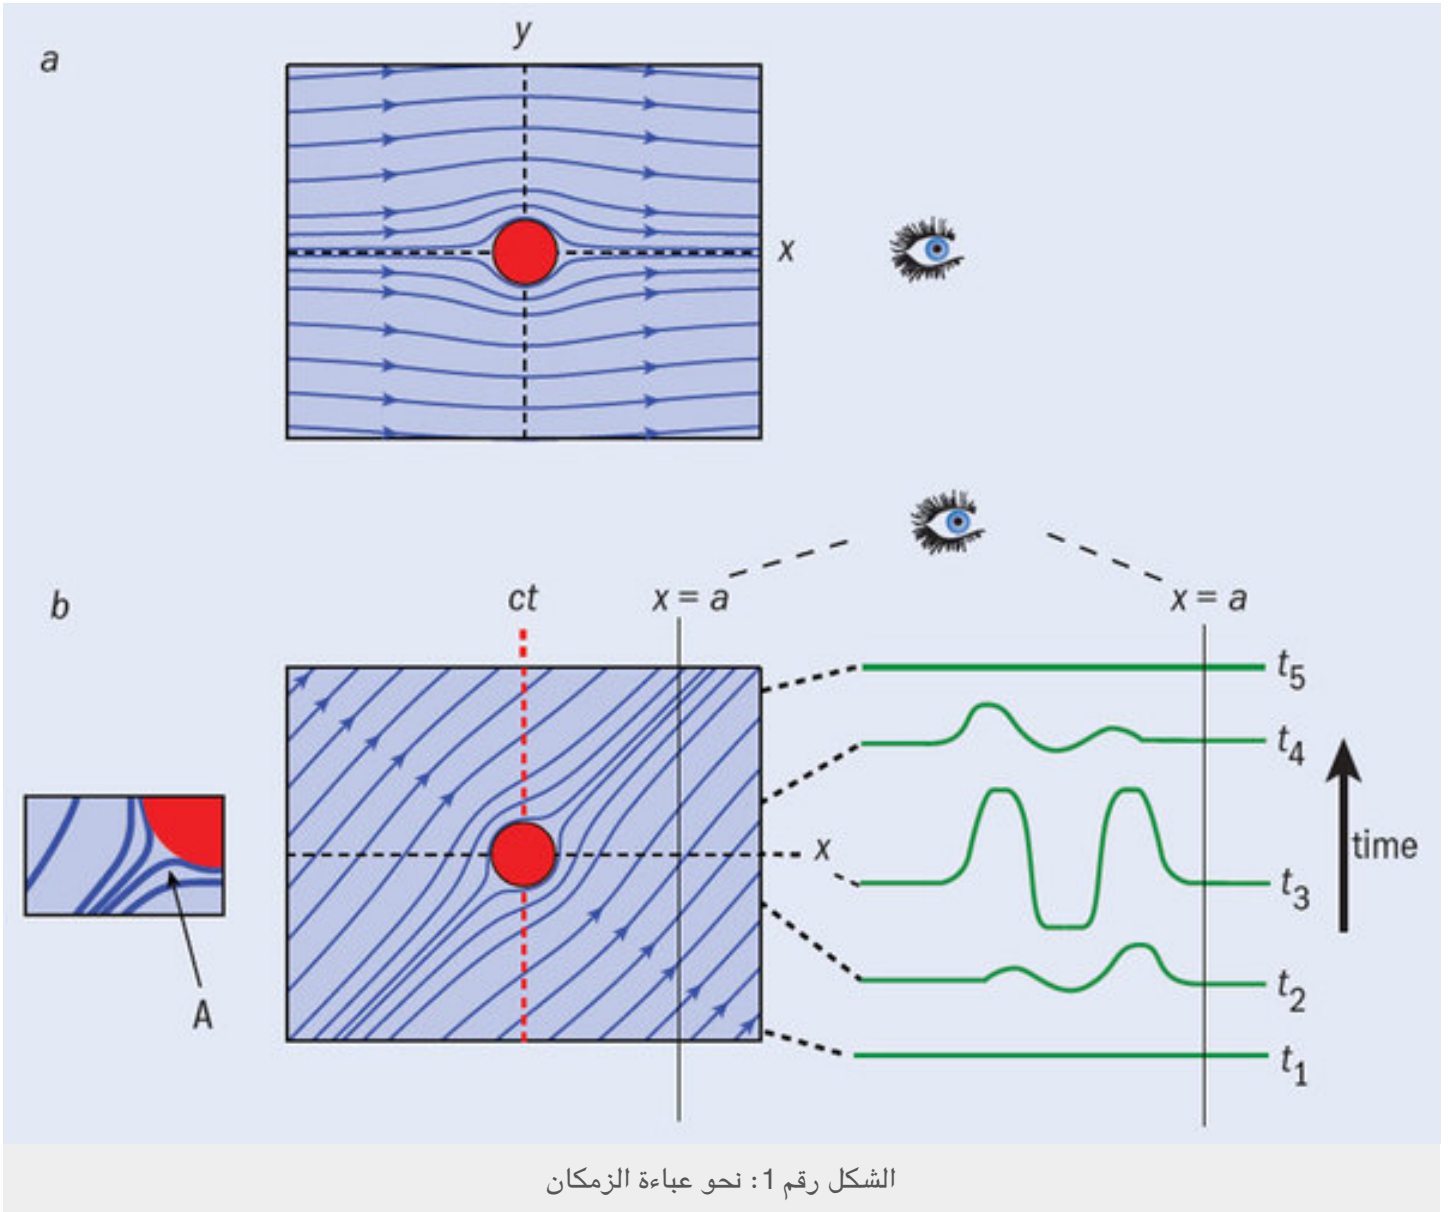 a
y
x
b
ct
x = a
x = a
t5
t4
x
time
t3
t2
A
t1
الشكل رقم 1: نحو عباءة الزمكان